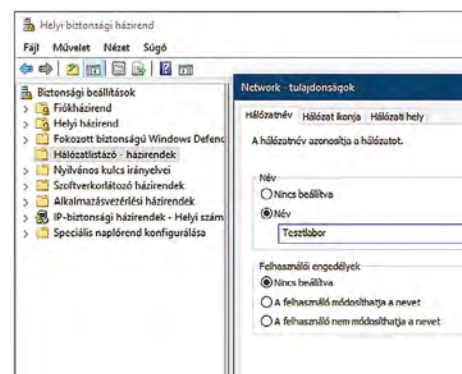 Helyi biztonsági házirend
Fájl Művelet Nézet Súgó
Biztonsági beállítások
Fiókházirend
Helyi házirend
Fokozott biztonságú Windows Defend
Hálózatlistázó - házirendek
Nyilvános kulcs irányelvei
Szoftverkorlátozó házirendek
Alkalmazásvezérlési házirendek
IP-biztonsági házirendek - Helyi szám
Speciális naplórend konfigurálása
Network - tulajdonságok
Hálózatnév Hálózat ikonja Hálózati hely
A hálózatnév azonosítja a hálózatot.
Név
Nincs beállítva
Név
Tesztlabor
Felhasználói engedélyek
Nincs beállítva
A felhasználó módosíthatja a nevet
A felhasználó nem módosíthatja a nevet